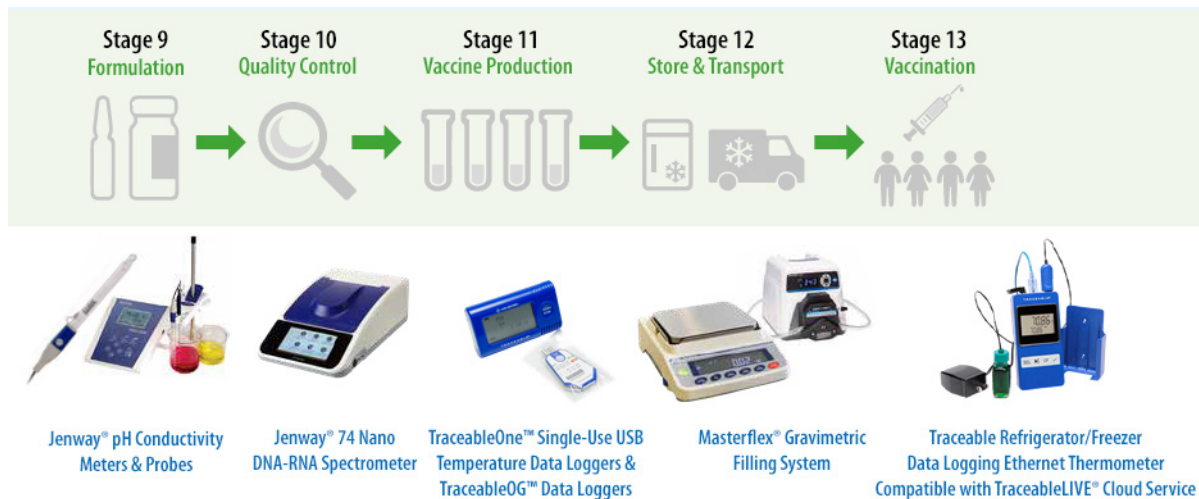 Stage 9
Formulation
Stage 10
Quality Control
Stage 11
Vaccine Production
Stage 12
Store & Transport
Stage 13
Vaccination
Jenway® pH Conductivity
Meters & Probes
Jenway® 74 Nano
DNA-RNA Spectrometer
TraceableOne™ Single-Use USB
Temperature Data Loggers &
TraceableOG™ Data Loggers
Masterflex® Gravimetric
Filling System
Traceable Refrigerator/Freezer
Data Logging Ethernet Thermometer
Compatible with TraceableLIVE® Cloud Service